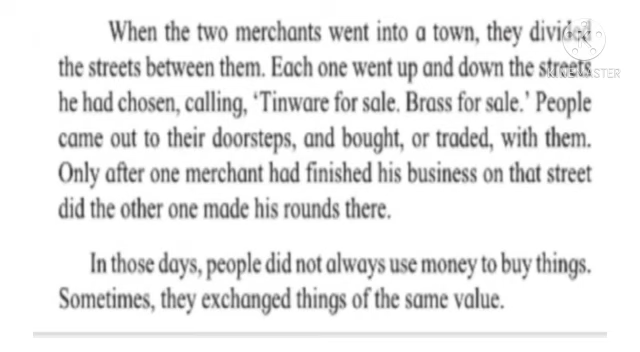 When the two merchants went into a town, they divided
the streets between them. Each one went up and down the streets
he had chosen, calling, ‘Tinware for sale. Brass for sale.’ People
came out to their doorsteps, and bought, or traded, with them.
Only after one merchant had finished his business on that street
did the other one made his rounds there.
In those days, people did not always use money to buy things.
Sometimes, they exchanged things of the same value.